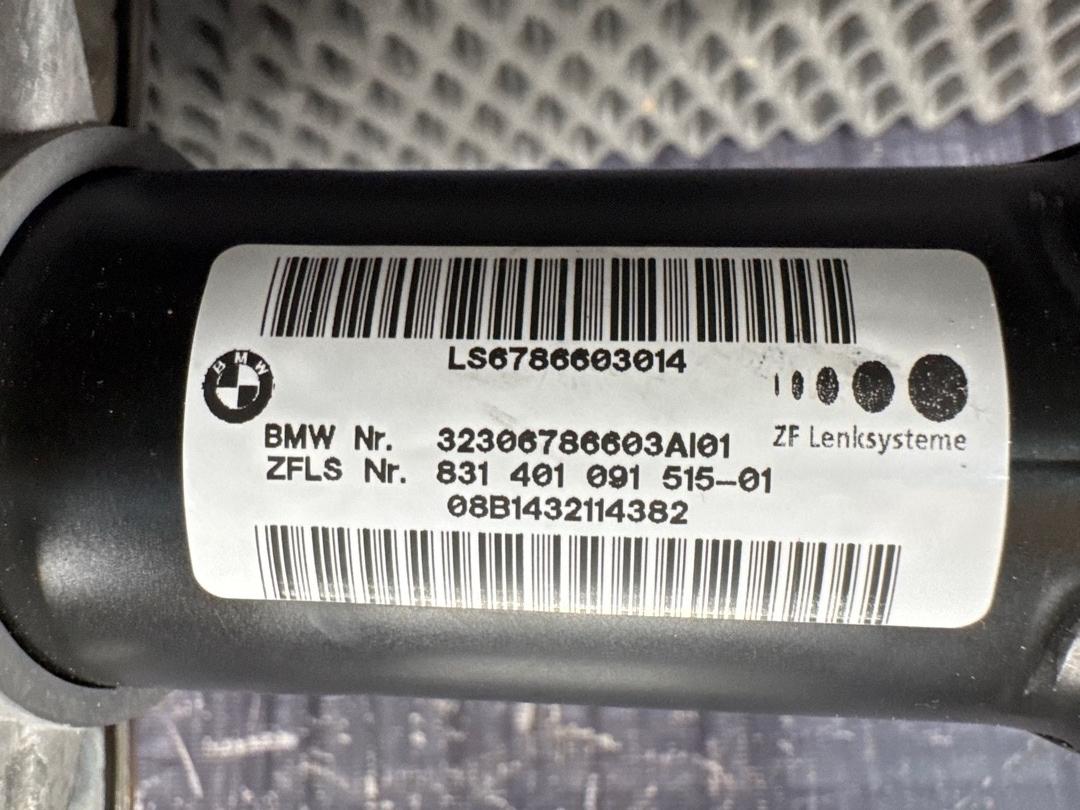 LS6786603014
BMW
BMW Nr. 32306786603AI01
ZF Lenksysteme
ZFLS Nr. 831 401 091 515-01
08B1432114382